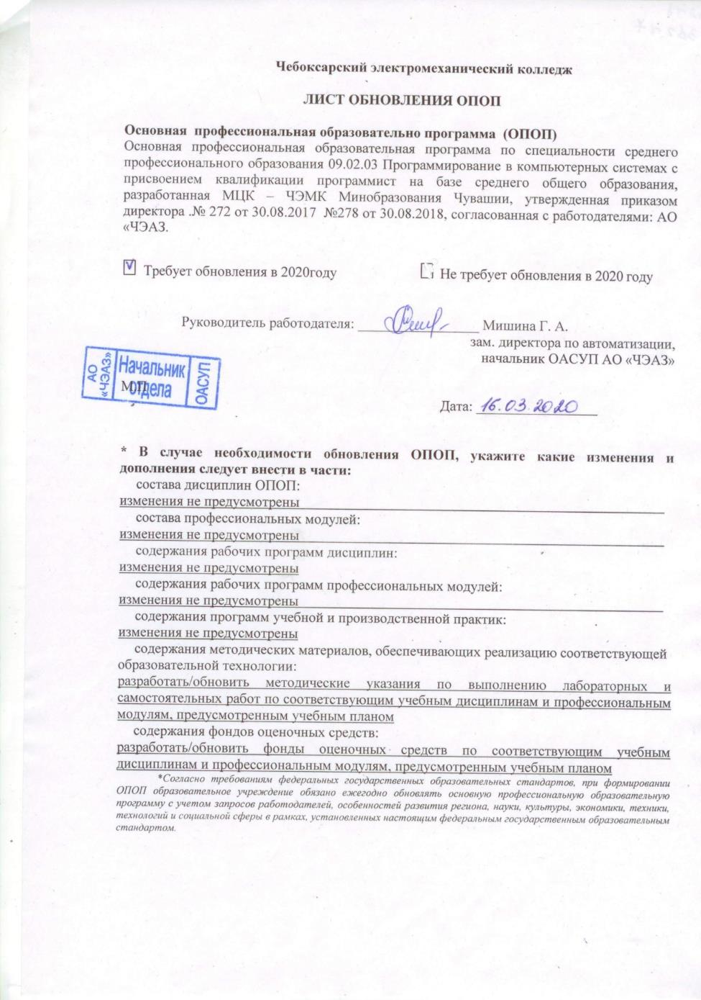 Чебоксарский электромеханический колледж
ЛИСТ ОБНОВЛЕНИЯ ОПОП
Основная профессиональная образовательно программа (ОПОП)
Основная профессиональная образовательная программа по специальности среднего
профессионального образования 09.02.03 Программирование в компьютерных системах с
присвоением квалификации программист на базе среднего общего образования,
разработанная МЦК – ЧЭМК Минобразования Чувашии, утвержденная приказом
директора .№ 272 от 30.08.2017 №278 от 30.08.2018, согласованная с работодателями: АО
«ЧЭАЗ.
Требует обновления в 2020году
Не требует обновления в 2020 году
Руководитель работодателя: Мишина Г. А.
зам. директора по автоматизации,
начальник ОАСУП АО «ЧЭАЗ»
АО
«ЧЭАЗ»
Начальник
отдела
ОАСУП
М.П
Дата: 16.03.2020
* В случае необходимости обновления ОПОП, укажите какие изменения и
дополнения следует внести в части:
состава дисциплин ОПОП:
изменения не предусмотрены
состава профессиональных модулей:
изменения не предусмотрены
содержания рабочих программ дисциплин:
изменения не предусмотрены
содержания рабочих программ профессиональных модулей:
изменения не предусмотрены
содержания программ учебной и производственной практик:
изменения не предусмотрены
содержания методических материалов, обеспечивающих реализацию соответствующей
образовательной технологии:
разработать/обновить методические указания по выполнению лабораторных и
самостоятельных работ по соответствующим учебным дисциплинам и профессиональным
модулям, предусмотренным учебным планом
содержания фондов оценочных средств:
разработать/обновить фонды оценочных средств по соответствующим учебным
дисциплинам и профессиональным модулям, предусмотренным учебным планом
*Согласно требованиям федеральных государственных образовательных стандартов, при формировании
ОПОП образовательное учреждение обязано ежегодно обновлять основную профессиональную образовательную
программу с учетом запросов работодателей, особенностей развития региона, науки, культуры, экономики, техники,
технологий и социальной сферы в рамках, установленных настоящим федеральным государственным образовательным
стандартом.